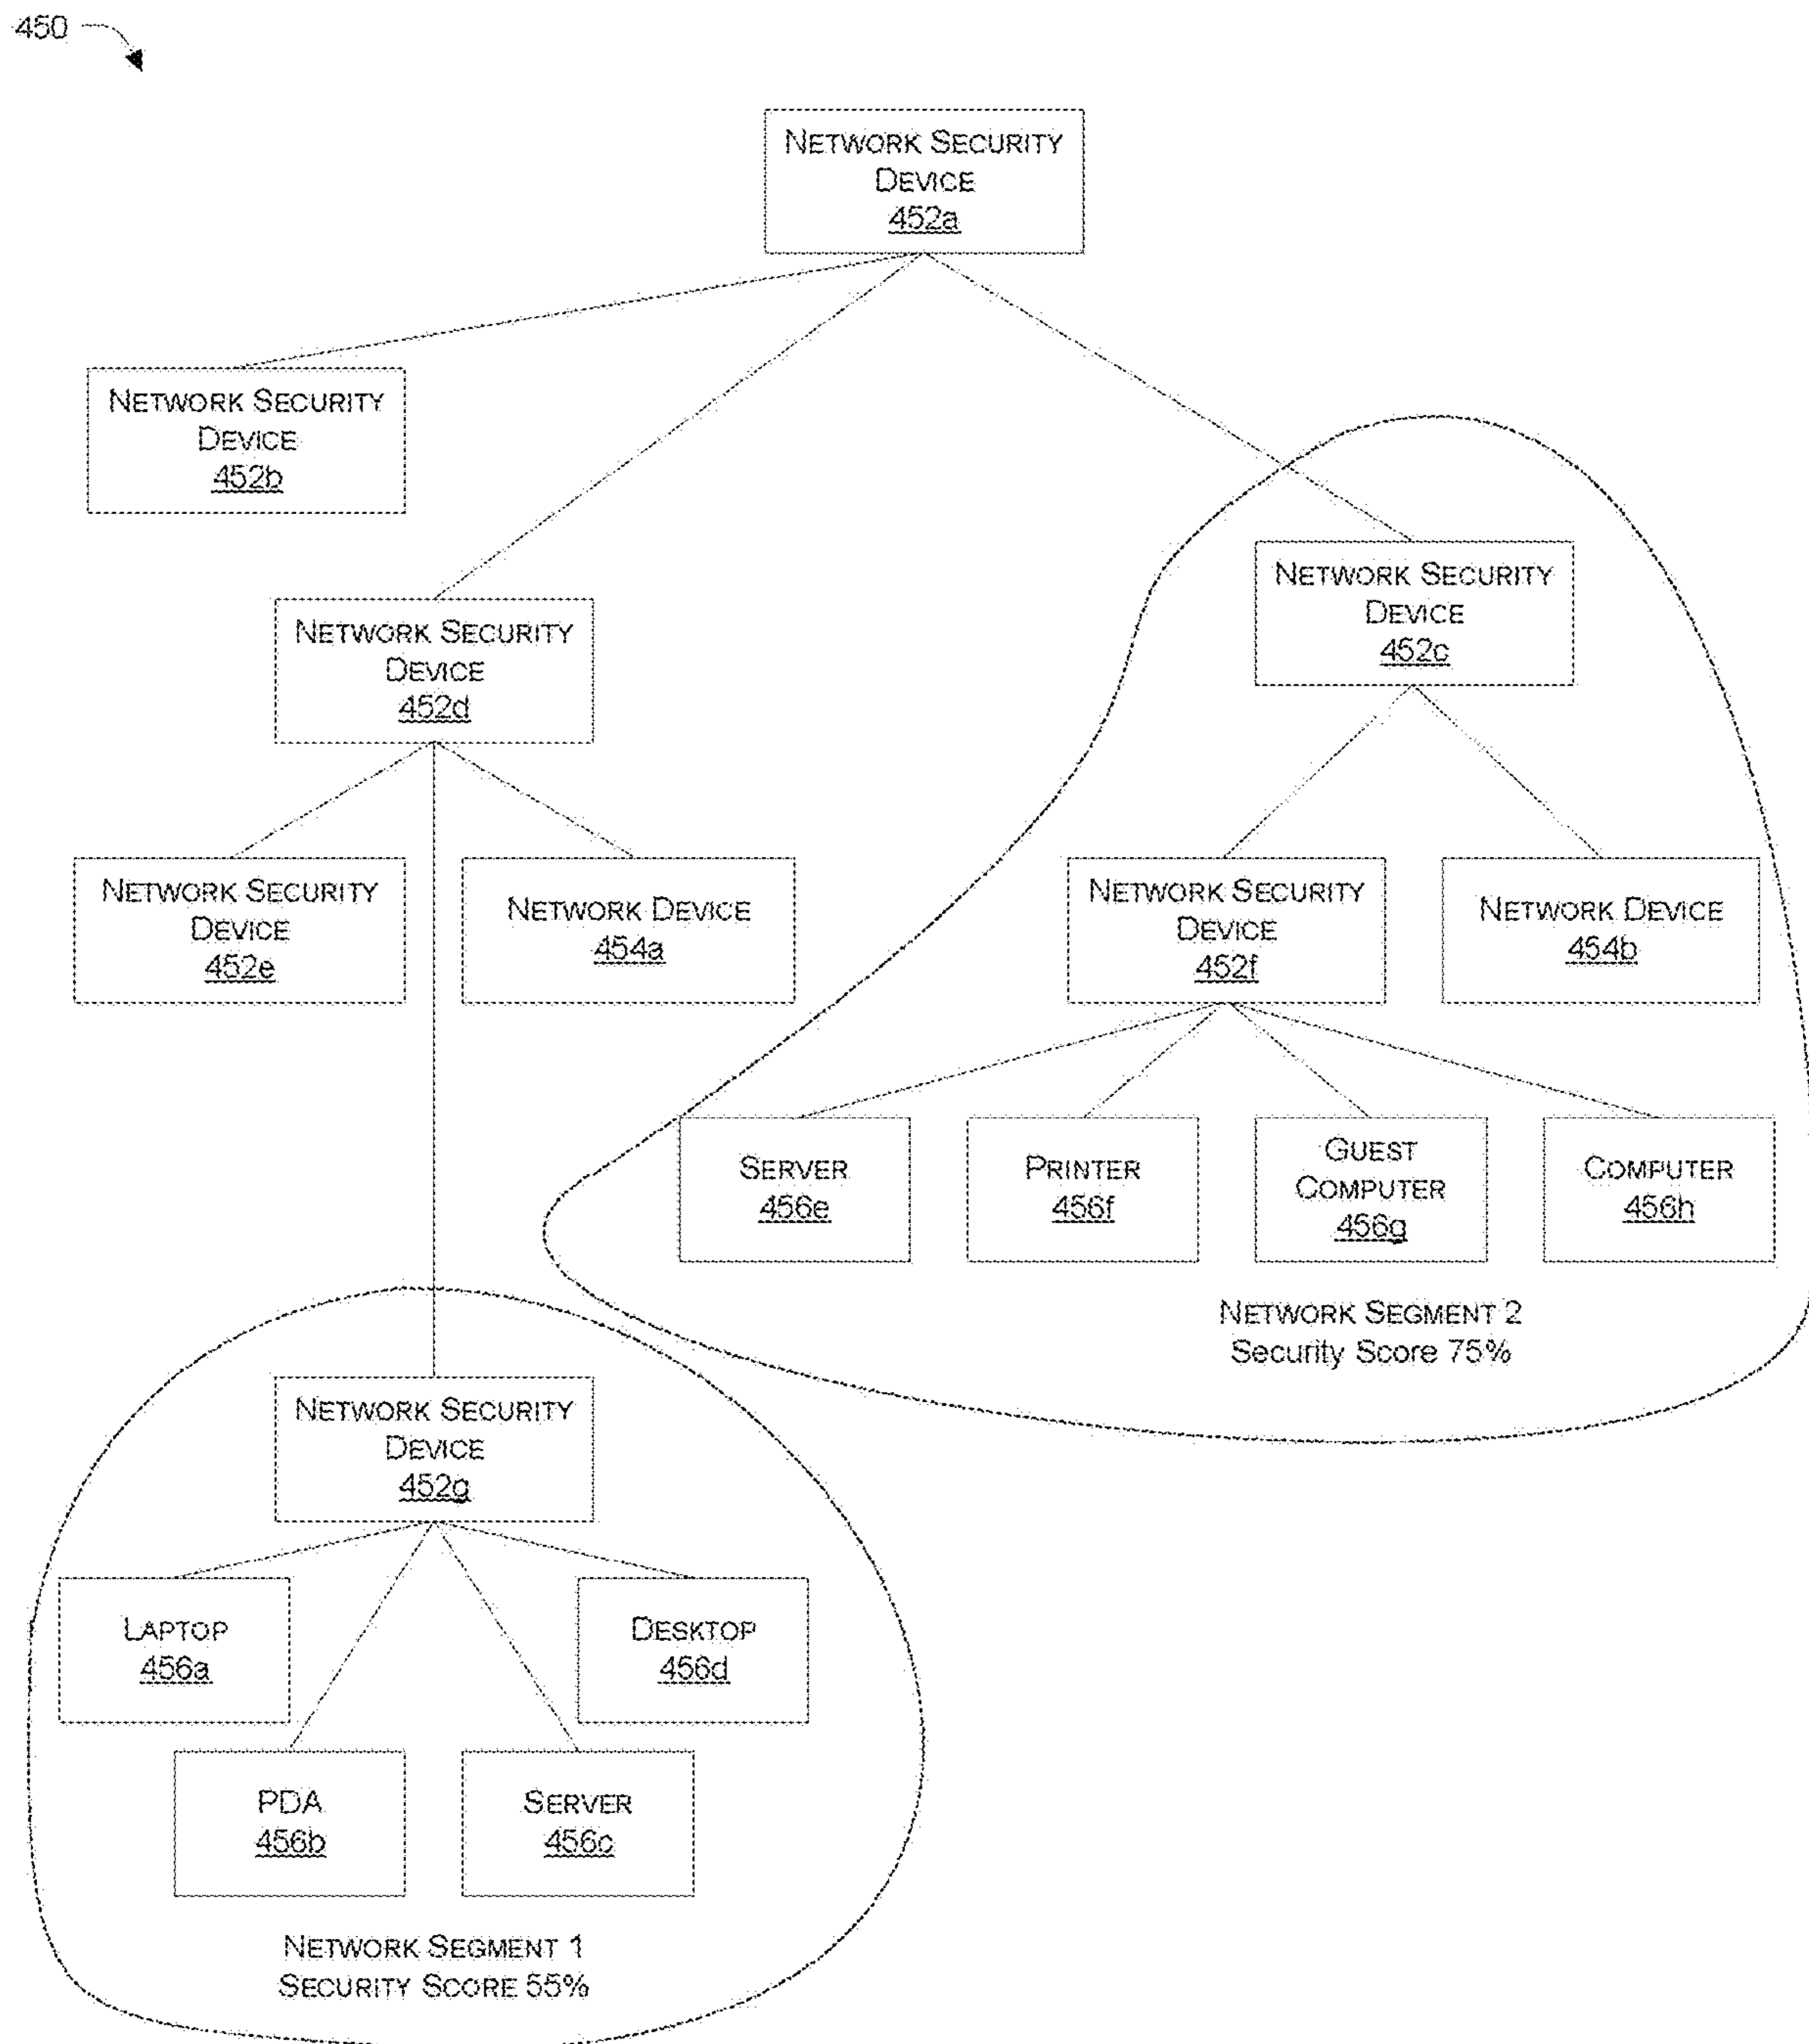 450
NETWORK SECURITY
DEVICE
452a
NETWORK SECURITY
DEVICE
452b
NETWORK SECURITY
DEVICE
452c
NETWORK SECURITY
DEVICE
452d
NETWORK SECURITY
DEVICE
452e
NETWORK DEVICE
454a
NETWORK SECURITY
DEVICE
452f
NETWORK DEVICE
454b
SERVER
456e
PRINTER
456f
GUEST
COMPUTER
456g
COMPUTER
456h
NETWORK SEGMENT 2
Security Score 75%
NETWORK SECURITY
DEVICE
452g
LAPTOP
456a
DESKTOP
456d
PDA
456b
SERVER
456c
NETWORK SEGMENT 1
SECURITY SCORE 55%